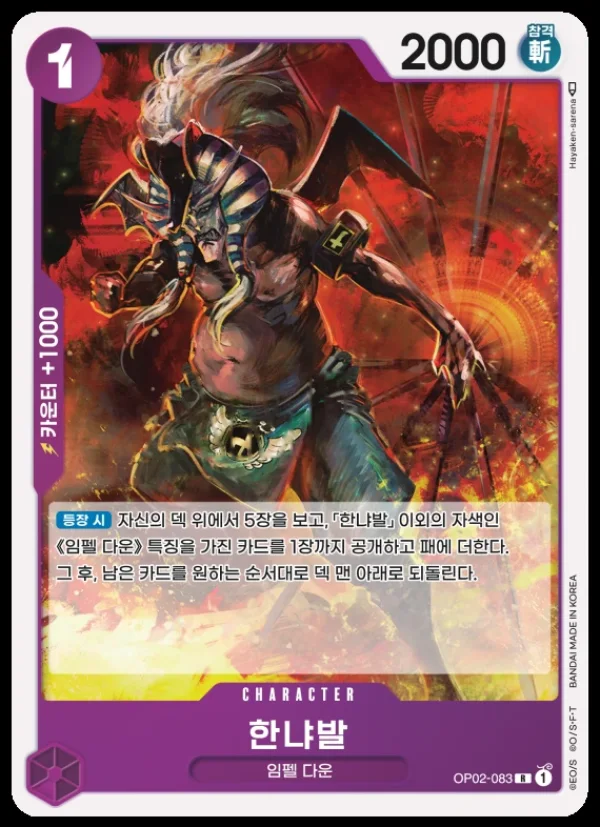 1
2000
참격
斬
Hayaken-sarena
카운터 +1000
등장 시 자신의 덱 위에서 5장을 보고, 「한냐발」 이외의 자색인
《임펠 다운》 특징을 가진 카드를 1장까지 공개하고 패에 더한다.
그 후, 남은 카드를 원하는 순서대로 덱 맨 아래로 되돌린다.
CHARACTER
한냐발
임펠 다운
OP02-083 R 1
©EO/S ©O/S·F·T BANDAI MADE IN KOREA